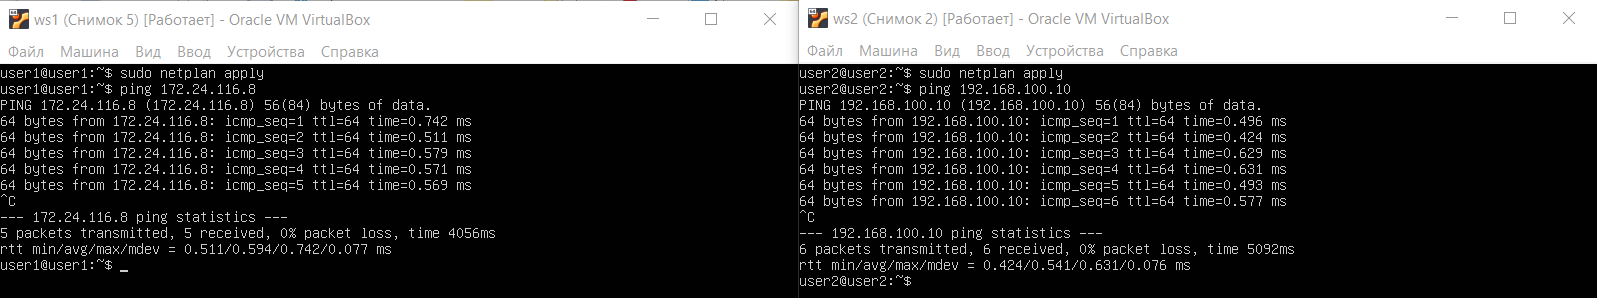 ws1 (Снимок 5) [Работает] - Oracle VM VirtualBox
Файл Машина Вид Ввод Устройства Справка
user1@user1:~$ sudo netplan apply
user1@user1:~$ ping 172.24.116.8
PING 172.24.116.8 (172.24.116.8) 56(84) bytes of data.
64 bytes from 172.24.116.8: icmp_seq=1 ttl=64 time=0.742 ms
64 bytes from 172.24.116.8: icmp_seq=2 ttl=64 time=0.511 ms
64 bytes from 172.24.116.8: icmp_seq=3 ttl=64 time=0.579 ms
64 bytes from 172.24.116.8: icmp_seq=4 ttl=64 time=0.571 ms
64 bytes from 172.24.116.8: icmp_seq=5 ttl=64 time=0.569 ms
^C
--- 172.24.116.8 ping statistics ---
5 packets transmitted, 5 received, 0% packet loss, time 4056ms
rtt min/avg/max/mdev = 0.511/0.594/0.742/0.077 ms
user1@user1:~$ _
ws2 (Снимок 2) [Работает] - Oracle VM VirtualBox
Файл Машина Вид Ввод Устройства Справка
user2@user2:~$ sudo netplan apply
user2@user2:~$ ping 192.168.100.10
PING 192.168.100.10 (192.168.100.10) 56(84) bytes of data.
64 bytes from 192.168.100.10: icmp_seq=1 ttl=64 time=0.496 ms
64 bytes from 192.168.100.10: icmp_seq=2 ttl=64 time=0.424 ms
64 bytes from 192.168.100.10: icmp_seq=3 ttl=64 time=0.629 ms
64 bytes from 192.168.100.10: icmp_seq=4 ttl=64 time=0.631 ms
64 bytes from 192.168.100.10: icmp_seq=5 ttl=64 time=0.493 ms
64 bytes from 192.168.100.10: icmp_seq=6 ttl=64 time=0.577 ms
^C
--- 192.168.100.10 ping statistics ---
6 packets transmitted, 6 received, 0% packet loss, time 5092ms
rtt min/avg/max/mdev = 0.424/0.541/0.631/0.076 ms
user2@user2:~$